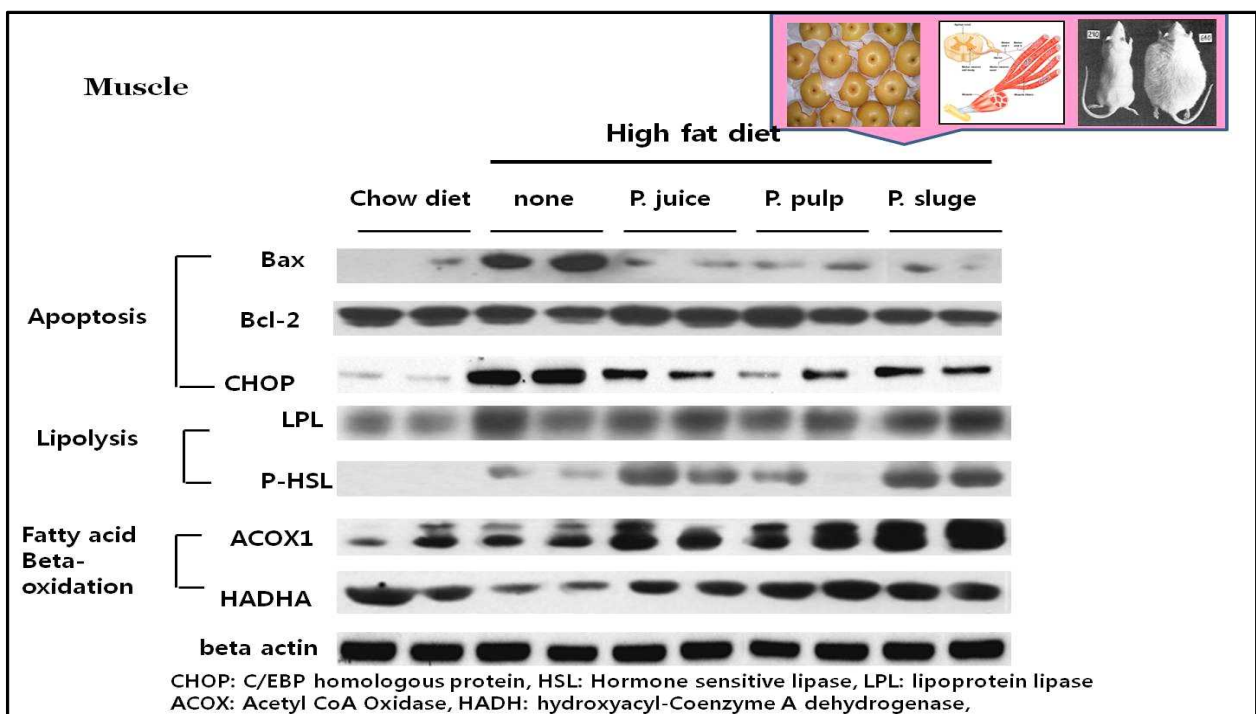 Muscle
High fat diet
Chow diet none P. juice P. pulp P. sluge
Bax
Apoptosis
Bcl-2
CHOP
LPL
Lipolysis
P-HSL
Fatty acid
Beta-
oxidation
ACOX1
HADHA
beta actin
CHOP: C/EBP homologous protein, HSL: Hormone sensitive lipase, LPL: lipoprotein lipase
ACOX: Acetyl CoA Oxidase, HADH: hydroxyacyl-Coenzyme A dehydrogenase,